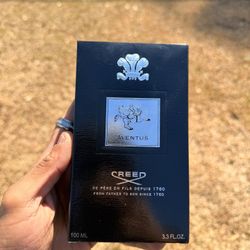 AVENTUS
CREED
DE PÈRE EN FILS DEPUIS 1760
FROM FATHER TO SON SINCE 1760
100 ML 3.3 FL.OZ.